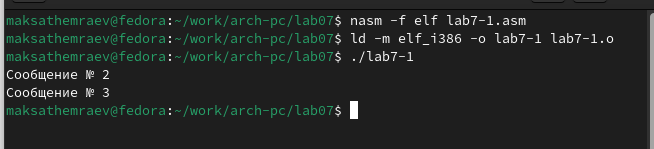 maksathemraev@fedora:~/work/arch-pc/lab07$ nasm -f elf lab7-1.asm
maksathemraev@fedora:~/work/arch-pc/lab07$ ld -m elf_i386 -o lab7-1 lab7-1.o
maksathemraev@fedora:~/work/arch-pc/lab07$ ./lab7-1
Сообщение № 2
Сообщение № 3
maksathemraev@fedora:~/work/arch-pc/lab07$